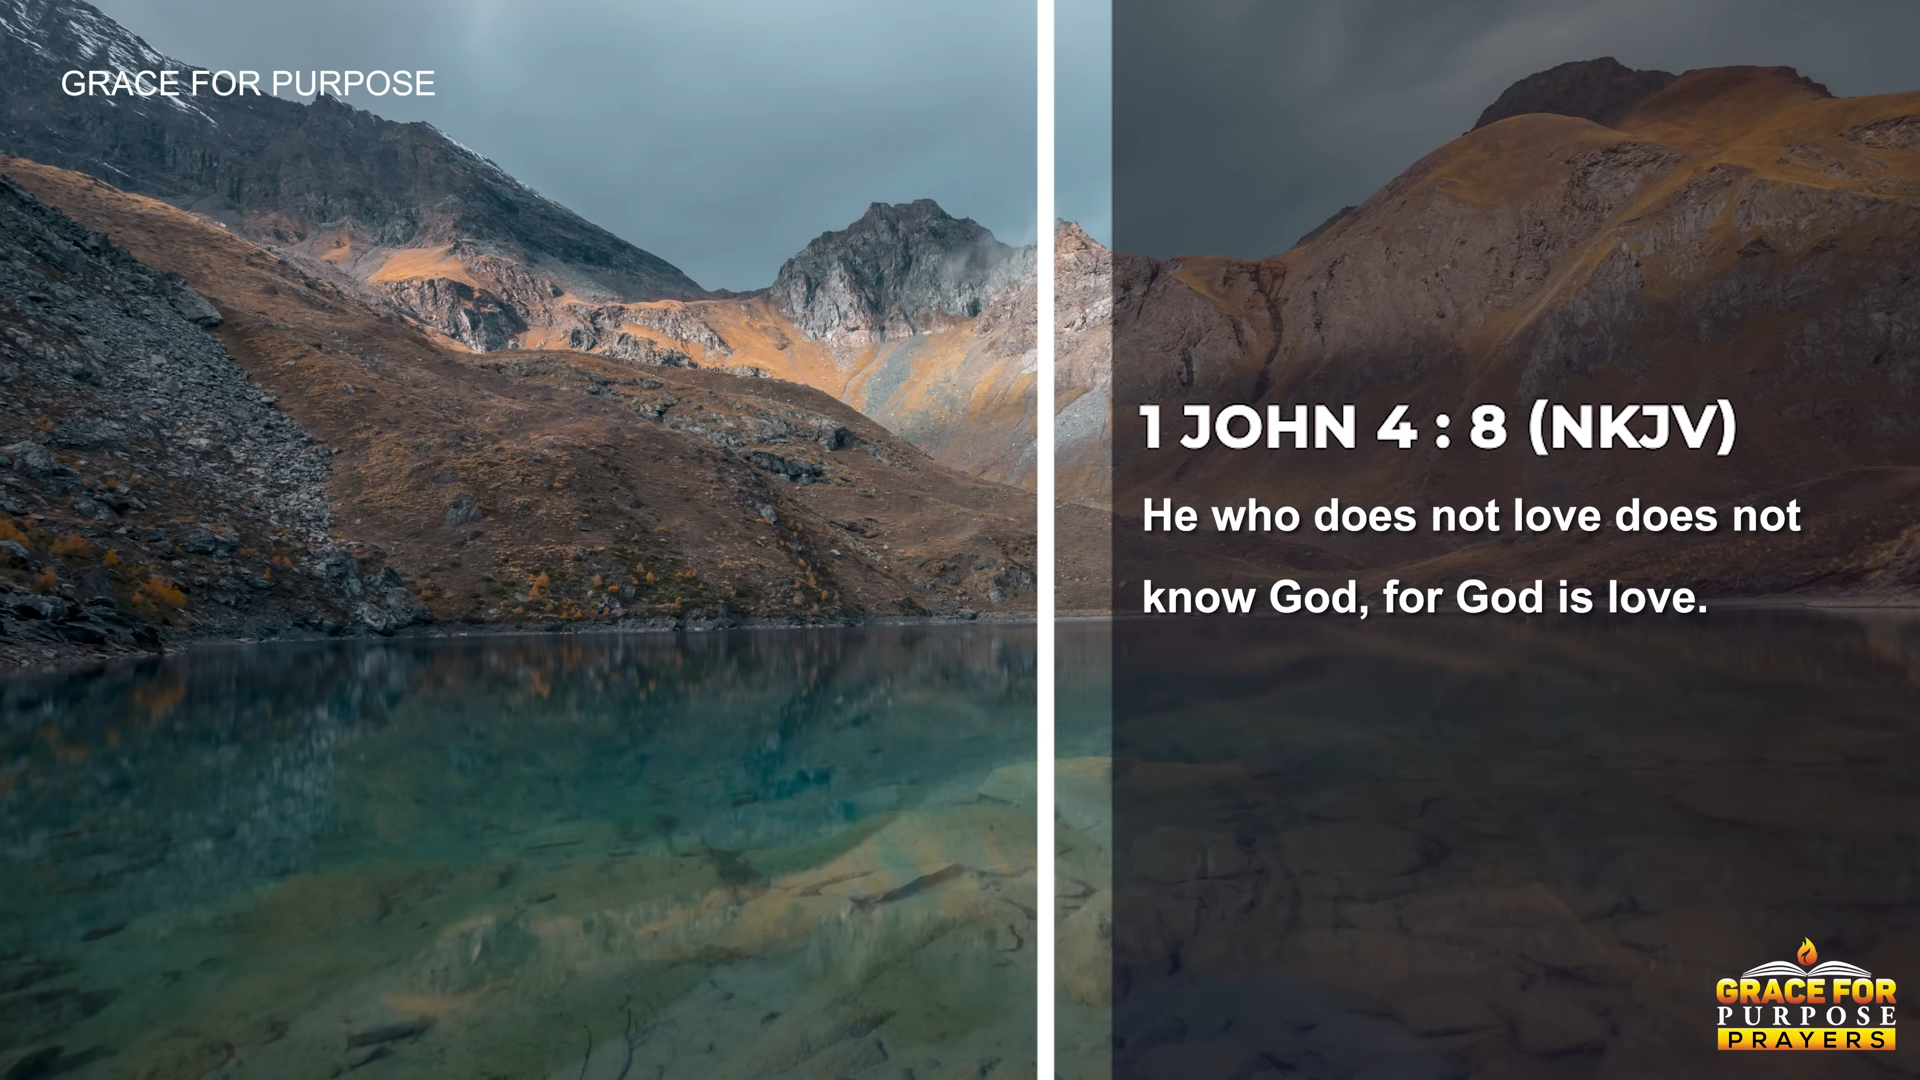 GRACE FOR PURPOSE
1 JOHN 4 : 8 (NKJV)
He who does not love does not
know God, for God is love.
GRACE FOR
PURPOSE
PRAYERS